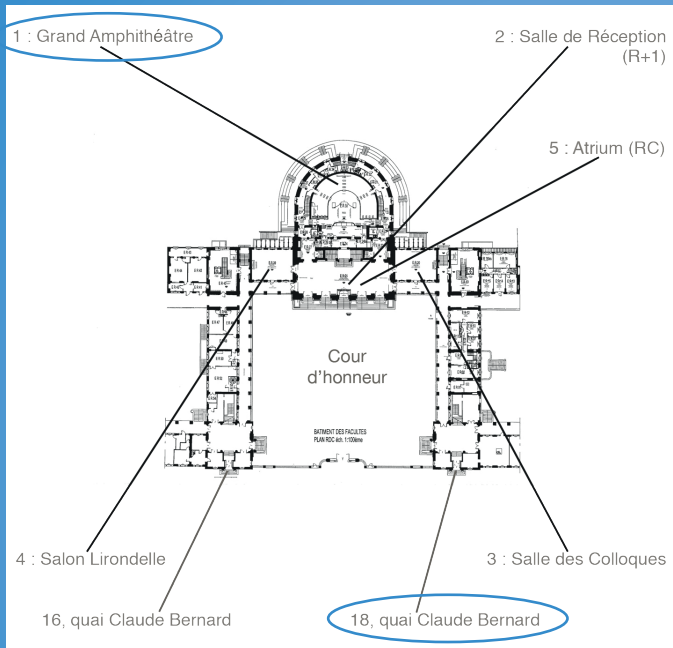 1 : Grand Amphithéâtre
2 : Salle de Réception
(R+1)
5 : Atrium (RC)
Cour
d'honneur
BATIMENT DES FACULTES
PLAN RDC éch. 1:100ème
4 : Salon Lirondelle
3 : Salle des Colloques
16, quai Claude Bernard
18, quai Claude Bernard